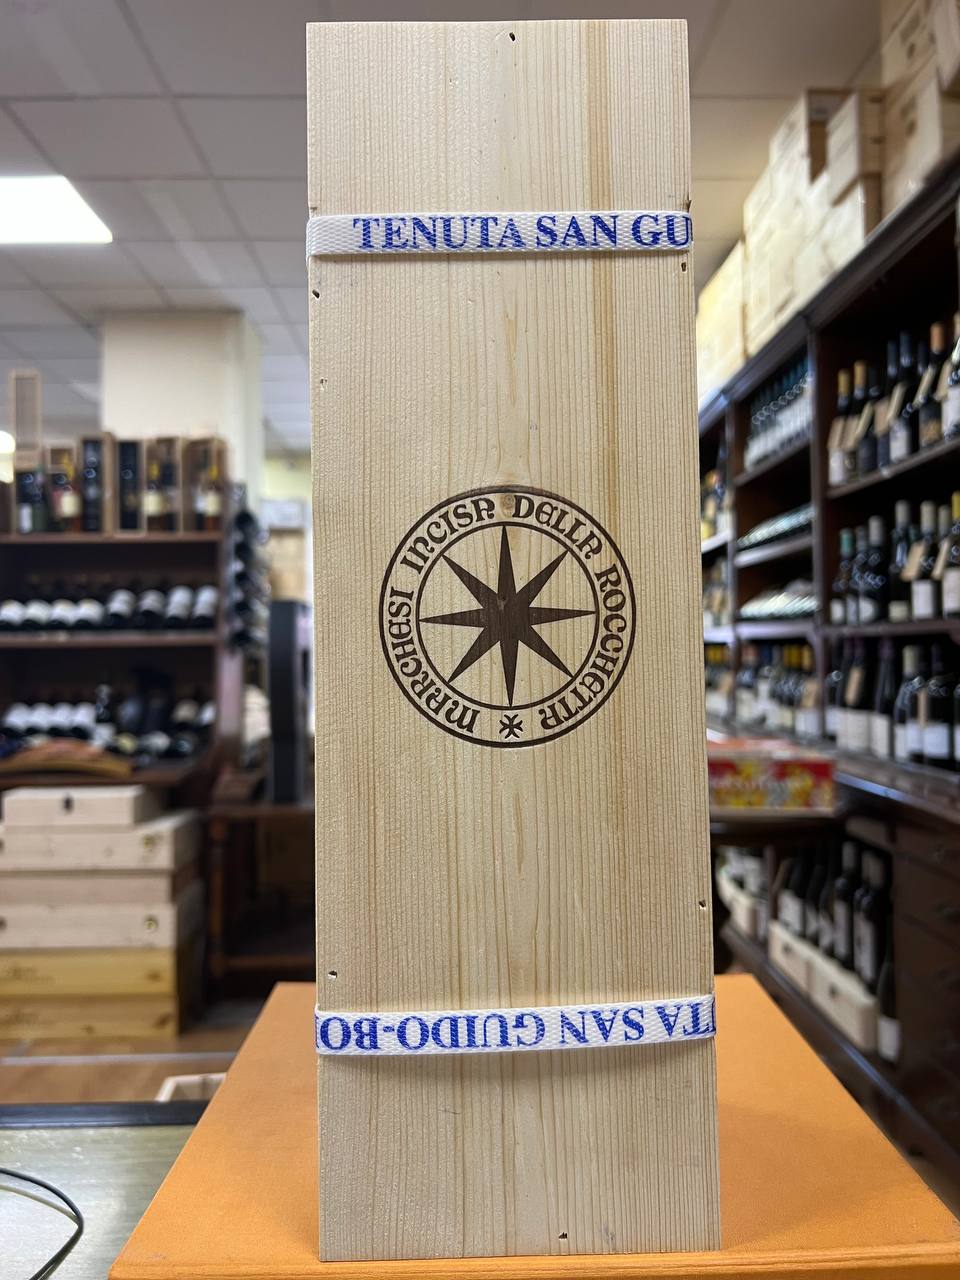 TENUTA SAN GU
MARCHESI INCISA DELLA ROCCHETTA
TA SAN GUIDO-BO